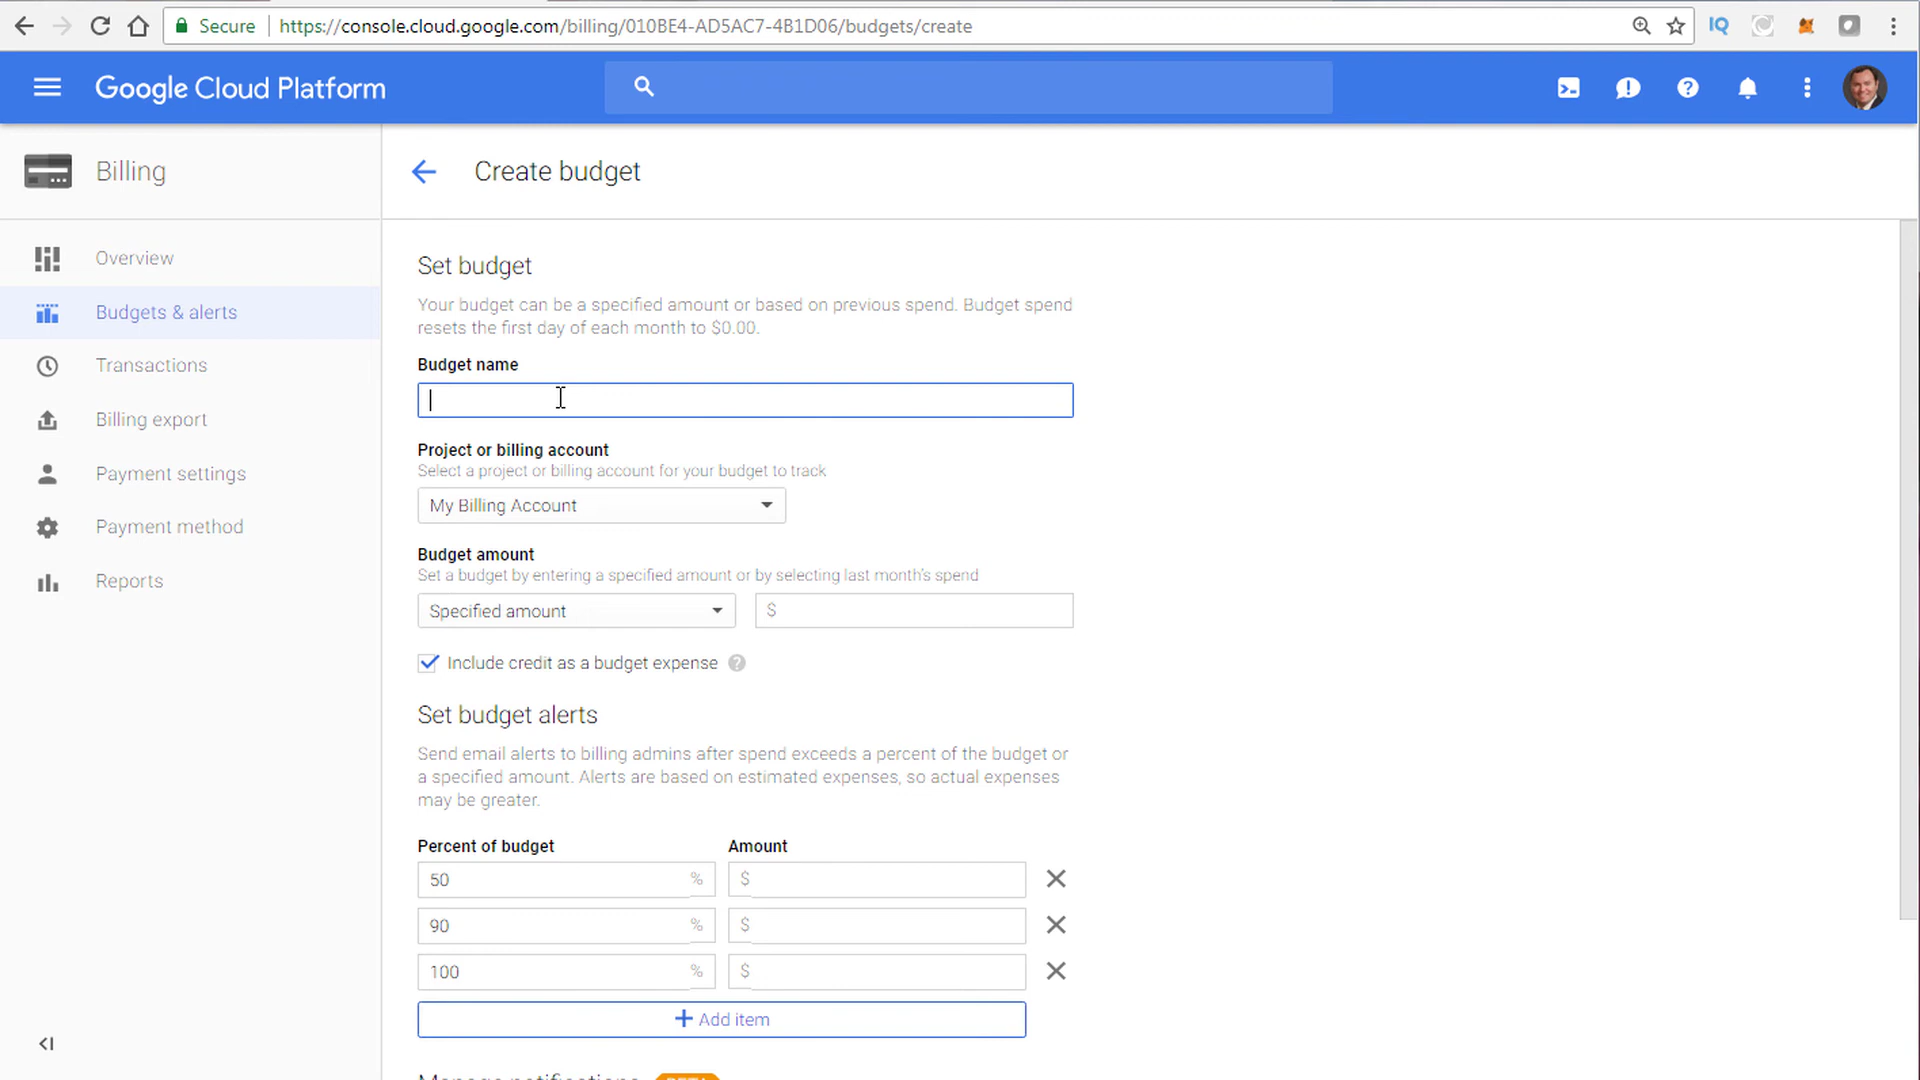 Secure
https://console.cloud.google.com/billing/010BE4-AD5AC7-4B1D06/budgets/create
IQ
Google Cloud Platform
Billing
Create budget
Overview
Budgets & alerts
Transactions
Billing export
Payment settings
Payment method
Reports
Set budget
Your budget can be a specified amount or based on previous spend. Budget spend
resets the first day of each month to $0.00.
Budget name
Project or billing account
Select a project or billing account for your budget to track
My Billing Account
Budget amount
Set a budget by entering a specified amount or by selecting last month's spend
Specified amount
$
Include credit as a budget expense
Set budget alerts
Send email alerts to billing admins after spend exceeds a percent of the budget or
a specified amount. Alerts are based on estimated expenses, so actual expenses
may be greater.
Percent of budget Amount
50 % $
90 % $
100 % $
+ Add item
Manage notifications BETA